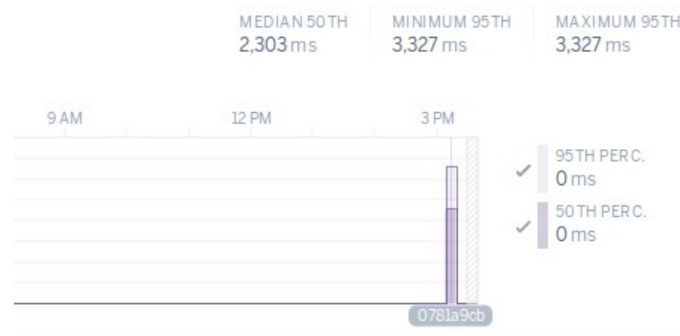 MEDIAN 50TH MINIMUM 95TH MAXIMUM 95TH
2,303 ms 3,327 ms 3,327 ms
9 AM 12 PM 3 PM
95TH PERC.
0 ms
50TH PERC.
0 ms
0781a9cb